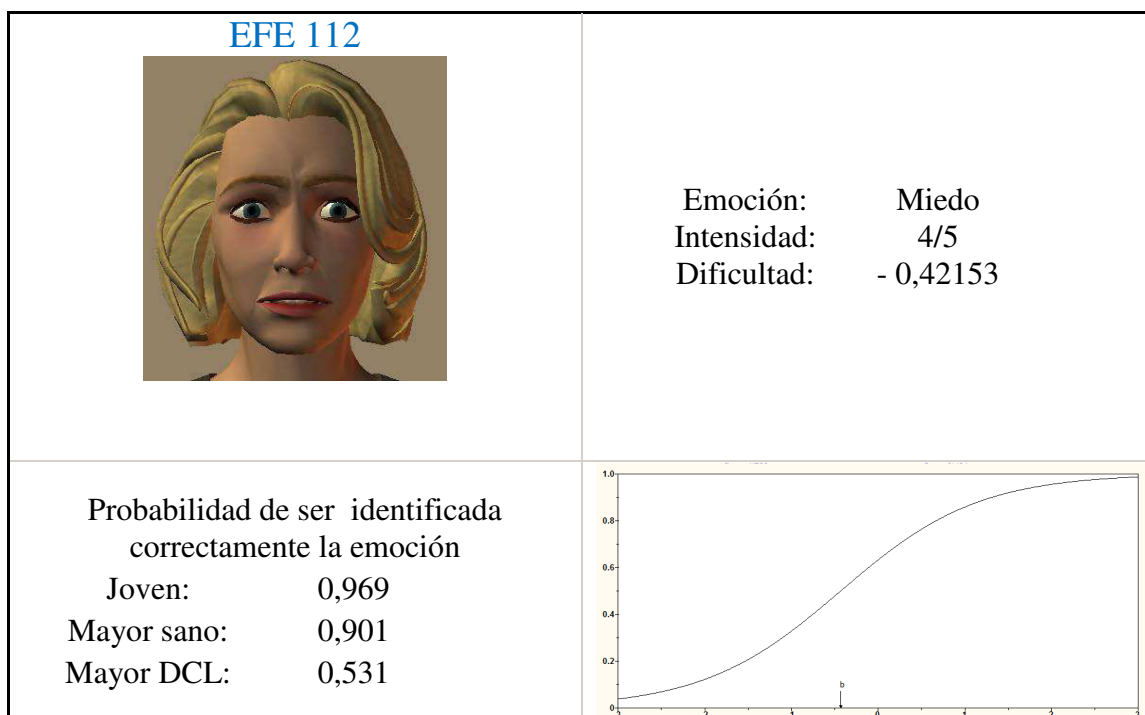 EFE 112
Emoción: Miedo
Intensidad: 4/5
Dificultad: - 0,42153
Probabilidad de ser identificada
correctamente la emoción
Joven: 0,969
Mayor sano: 0,901
Mayor DCL: 0,531
1.0
0.8
0.6
0.4
0.2
0
b